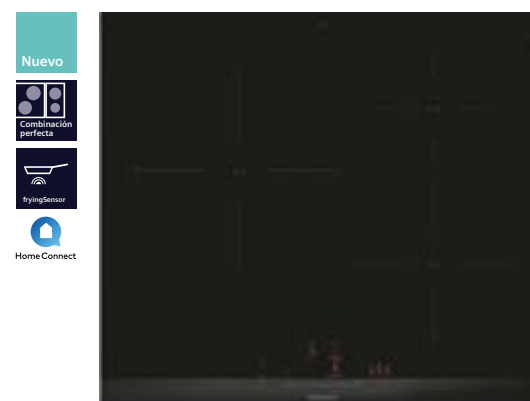 Nuevo
Combinación
perfecta
fryingSensor
Home Connect